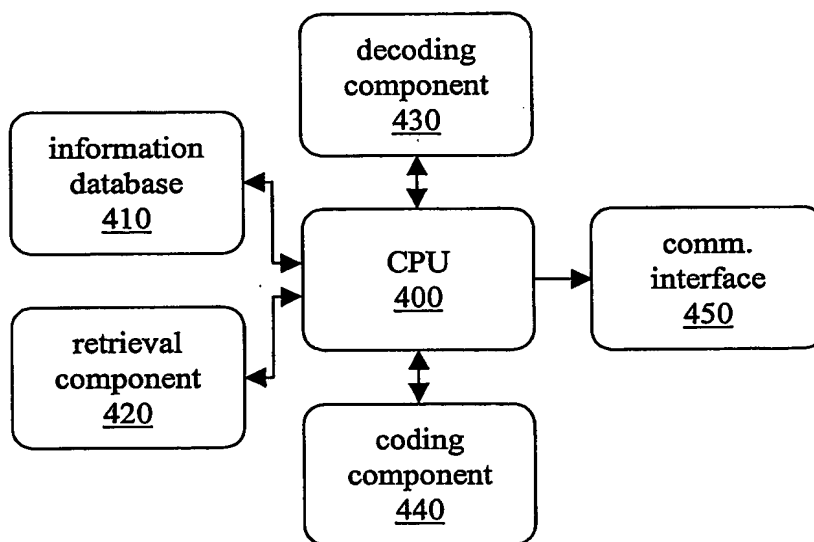 decoding
component
430
information
database
410
CPU
400
comm.
interface
450
retrieval
component
420
coding
component
440